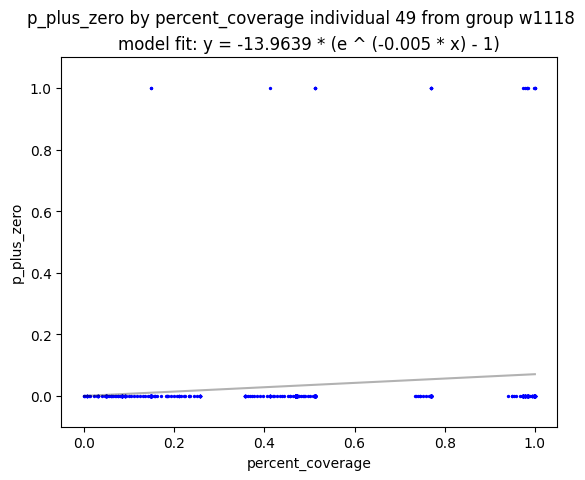 p_plus_zero by percent_coverage individual 49 from group w1118
model fit: y = -13.9639 * (e ^ (-0.005 * x) - 1)
1.0
0.8
0.6
0.4
0.2
0.0
p_plus_zero
0.0 0.2 0.4 0.6 0.8 1.0
percent_coverage